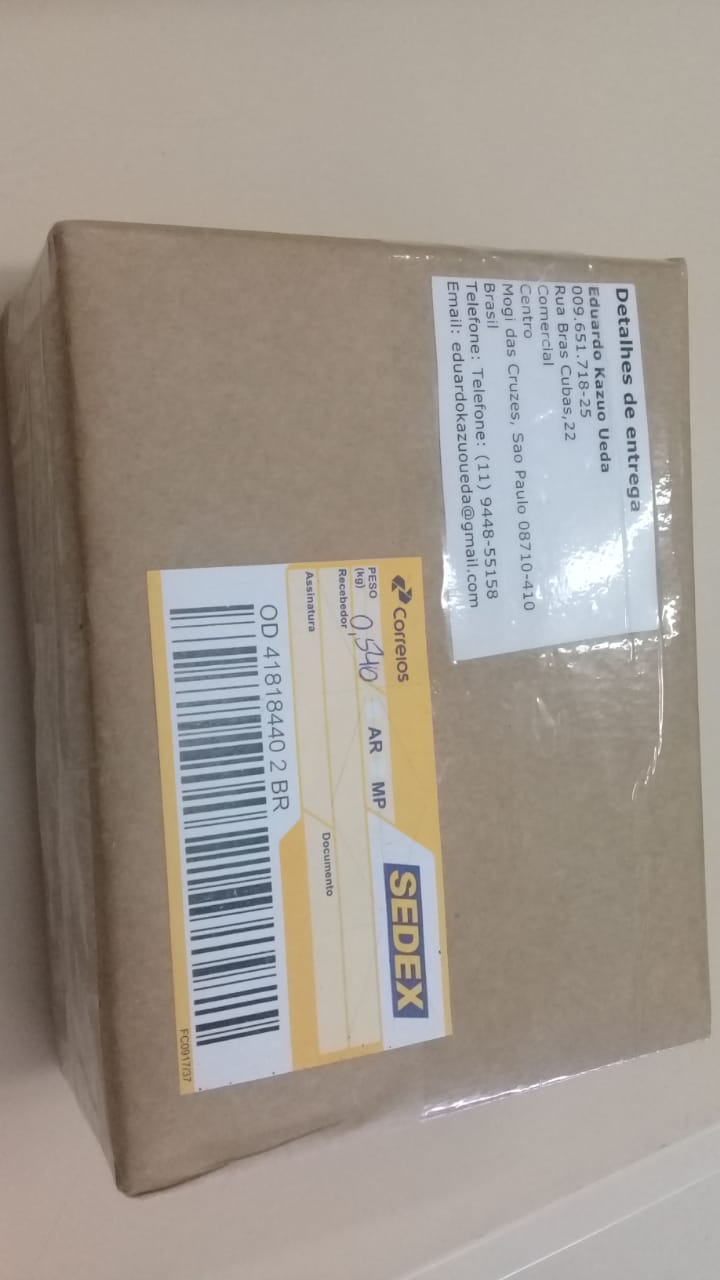 Detalhes de entrega
Eduardo Kazuo Ueda
009.651.718-25
Rua Bras Cubas,22
Comercial
Centro
Mogi das Cruzes, Sao Paulo 08710-410
Brasil
Telefone: Telefone: (11) 9448-55158
Email: eduardokazuoueda@gmail.com
Correios
SEDEX
PESO (kg) 0,540 AR MP
Recebedor
Assinatura Documento
OD 41818440 2 BR
FC0917/37